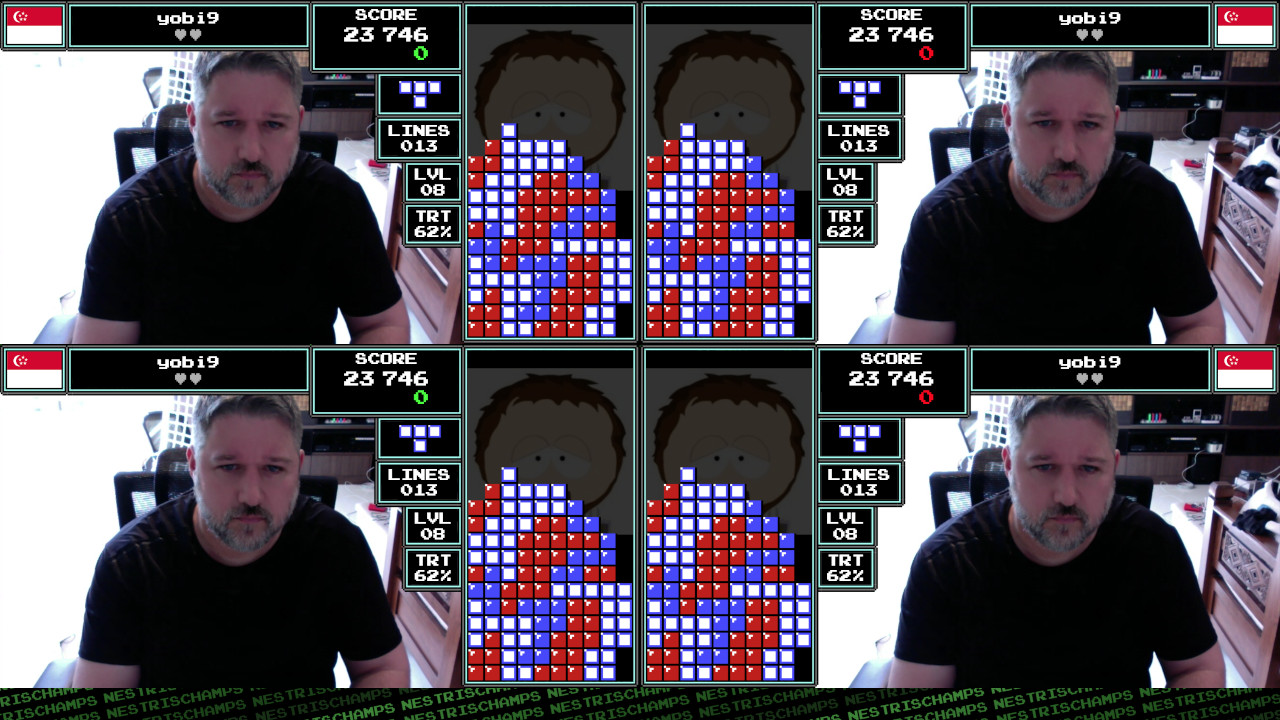 yobi9
SCORE
23 746
0
LINES
013
LVL
08
TRT
62%
SCORE
23 746
0
yobi9
LINES
013
LVL
08
TRT
62%
yobi9
SCORE
23 746
0
LINES
013
LVL
08
TRT
62%
SCORE
23 746
0
yobi9
LINES
013
LVL
08
TRT
62%
NESTRISCHAMPS NESTRISCHAMPS NESTRISCHAMPS NESTRISCHAMPS